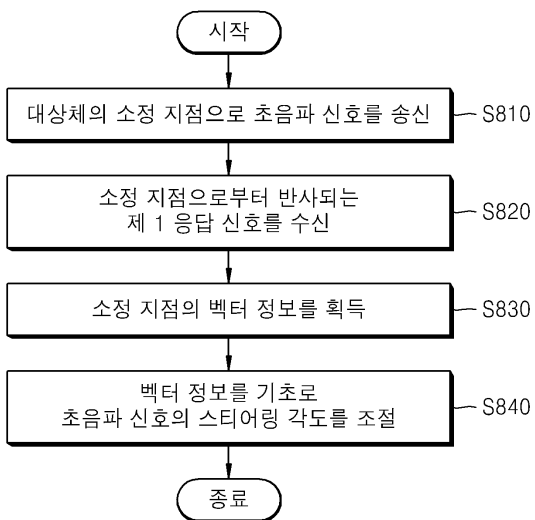 시작
대상체의 소정 지점으로 초음파 신호를 송신
S810
소정 지점으로부터 반사되는
제 1 응답 신호를 수신
S820
소정 지점의 벡터 정보를 획득
S830
벡터 정보를 기초로
초음파 신호의 스티어링 각도를 조절
S840
종료